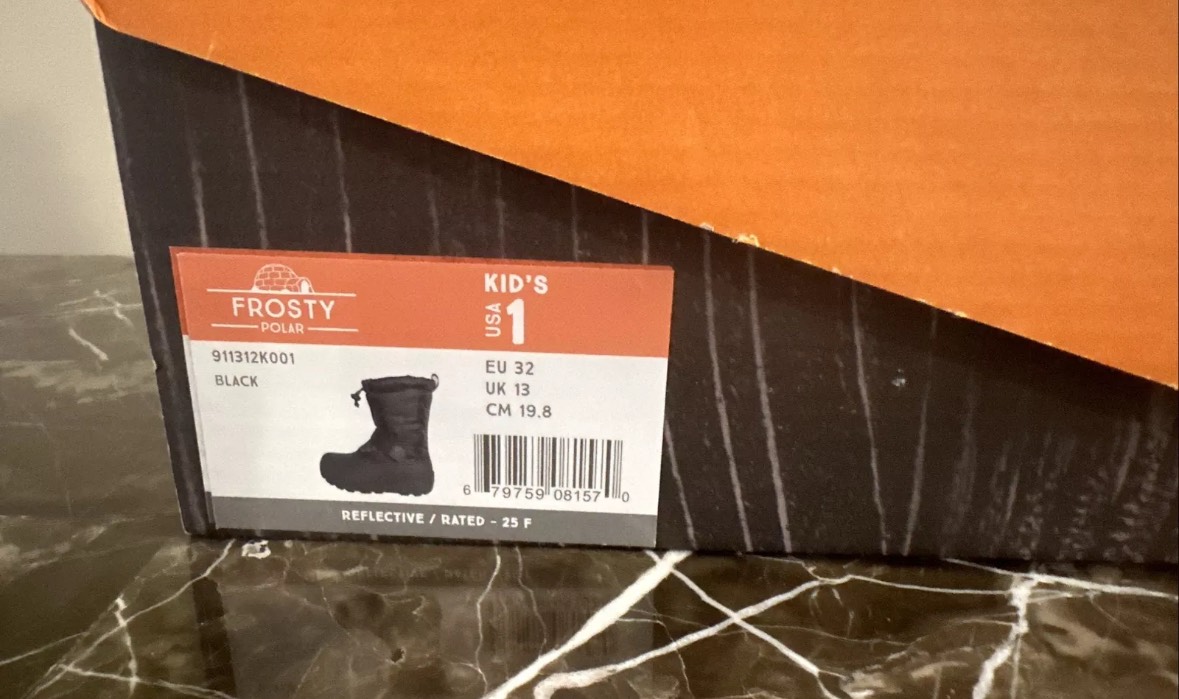 FROSTY
POLAR
911312K001
BLACK
KID'S
USA 1
EU 32
UK 13
CM 19.8
6 79759 08157 0
REFLECTIVE / RATED - 25 F